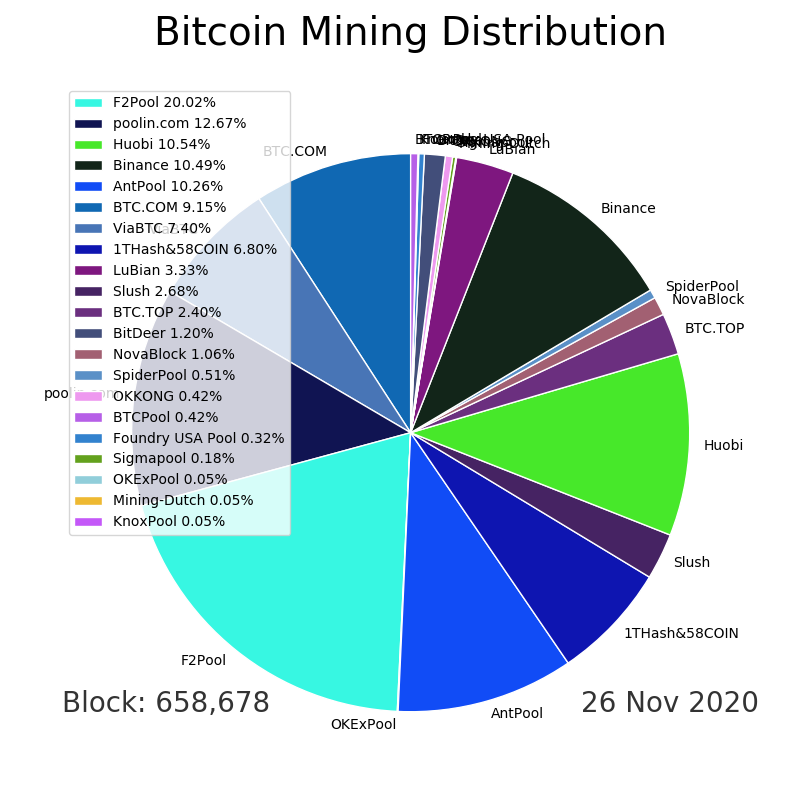 Bitcoin Mining Distribution
F2Pool 20.02%
poolin.com 12.67%
Huobi 10.54%
Binance 10.49%
AntPool 10.26%
BTC.COM 9.15%
ViaBTC 7.40%
1THash&58COIN 6.80%
LuBian 3.33%
Slush 2.68%
BTC.TOP 2.40%
BitDeer 1.20%
NovaBlock 1.06%
SpiderPool 0.51%
OKKONG 0.42%
BTCPool 0.42%
Foundry USA Pool 0.32%
Sigmapool 0.18%
OKExPool 0.05%
Mining-Dutch 0.05%
KnoxPool 0.05%
BTC.COM
LuBian
Binance
SpiderPool
NovaBlock
BTC.TOP
Huobi
Slush
1THash&58COIN
AntPool
OKExPool
F2Pool
poolin.com
Block: 658,678
26 Nov 2020